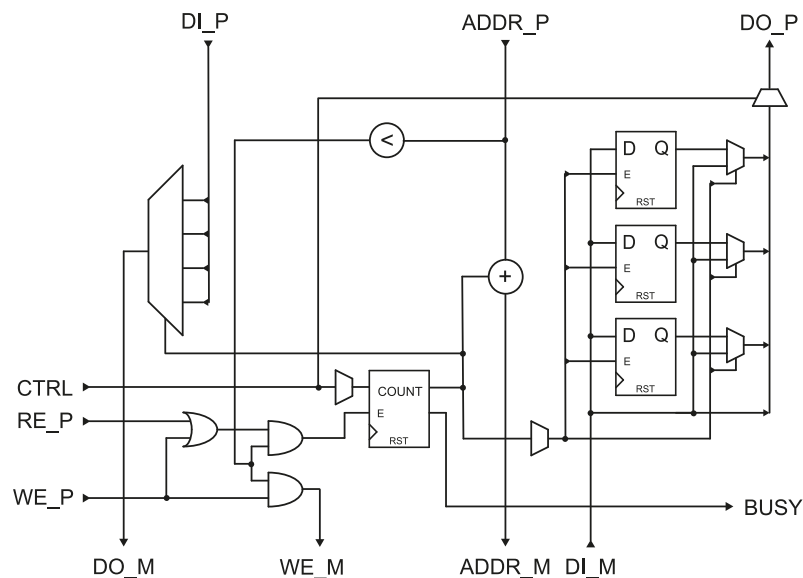 DI_P
ADDR_P
DO_P
<
D Q
E
RST
+
D Q
E
RST
D Q
E
RST
CTRL
COUNT
E
RST
RE_P
WE_P
BUSY
DO_M
WE_M
ADDR_M
DI_M